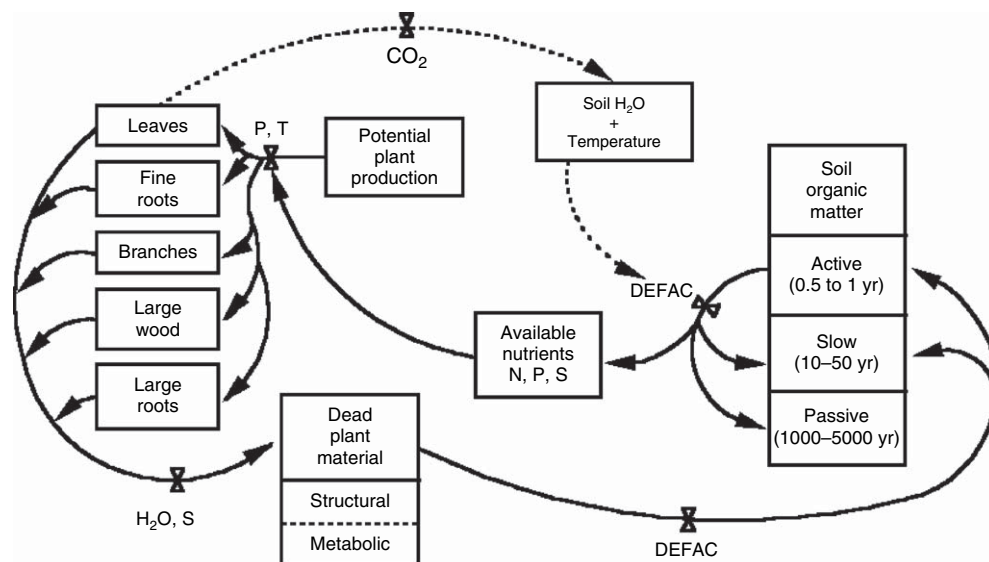 CO2
Leaves
Fine
roots
Branches
Large
wood
Large
roots
P, T
Potential
plant
production
Soil H2O
+
Temperature
Soil
organic
matter
Active
(0.5 to 1 yr)
Slow
(10–50 yr)
Passive
(1000–5000 yr)
DEFAC
Available
nutrients
N, P, S
Dead
plant
material
Structural
Metabolic
H2O, S
DEFAC